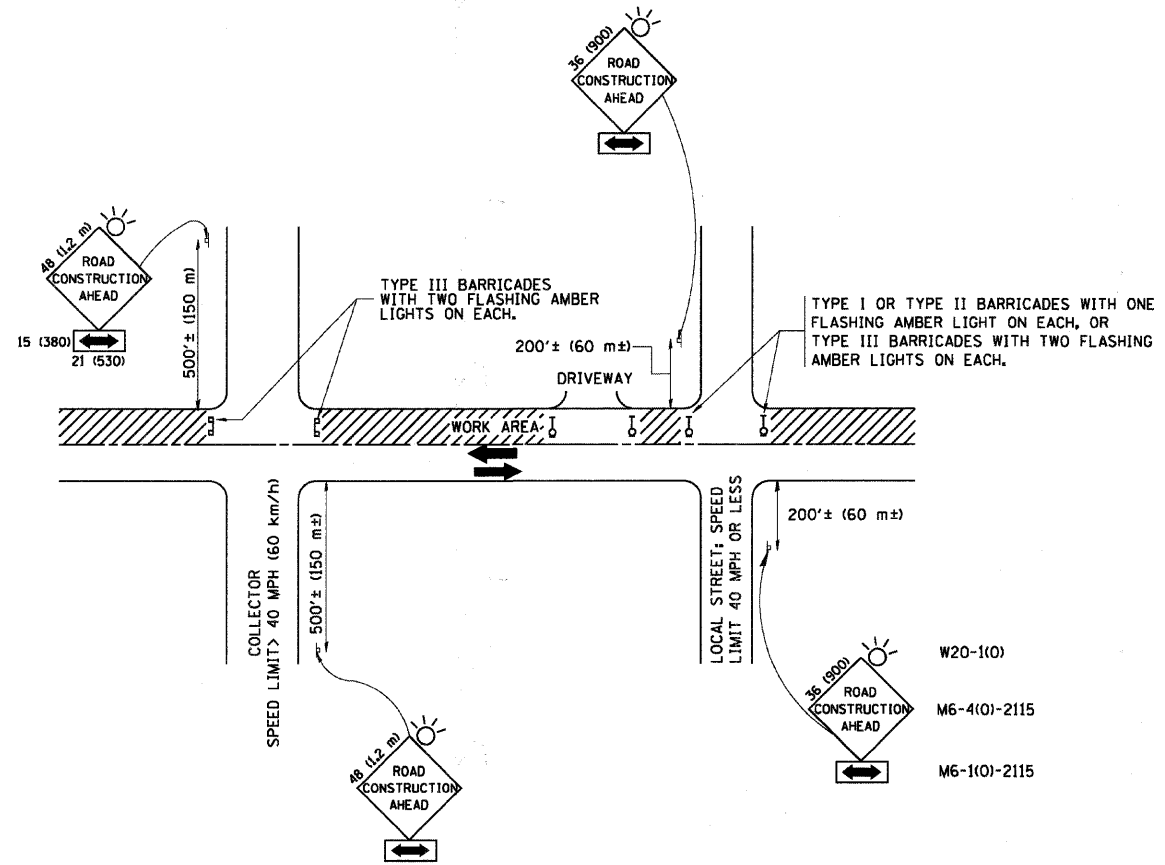 36 (900)
ROAD
CONSTRUCTION
AHEAD
48 (1.2 m)
ROAD
CONSTRUCTION
AHEAD
15 (380)
21 (530)
500'± (150 m)
TYPE III BARRICADES
WITH TWO FLASHING AMBER
LIGHTS ON EACH.
200'± (60 m±)
DRIVEWAY
TYPE I OR TYPE II BARRICADES WITH ONE
FLASHING AMBER LIGHT ON EACH, OR
TYPE III BARRICADES WITH TWO FLASHING
AMBER LIGHTS ON EACH.
WORK AREA
COLLECTOR
SPEED LIMIT> 40 MPH (60 km/h)
500'± (150 m±)
LOCAL STREET; SPEED
LIMIT 40 MPH OR LESS
200'± (60 m±)
48 (1.2 m)
ROAD
CONSTRUCTION
AHEAD
36 (900)
ROAD
CONSTRUCTION
AHEAD
W20-1(O)
M6-4(O)-2115
M6-1(O)-2115